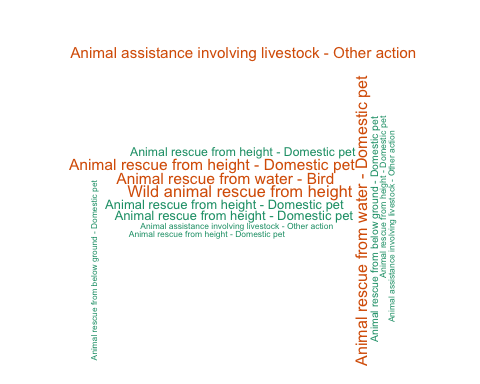 Animal assistance involving livestock - Other action
Animal rescue from height - Domestic pet
Animal rescue from height - Domestic pet
Animal rescue from water - Bird
Wild animal rescue from height
Animal rescue from height - Domestic pet
Animal rescue from height - Domestic pet
Animal assistance involving livestock - Other action
Animal rescue from height - Domestic pet
Animal rescue from below ground - Domestic pet
Animal rescue from water - Domestic pet
Animal rescue from below ground - Domestic pet
Animal rescue from height - Domestic pet
Animal assistance involving livestock - Other action